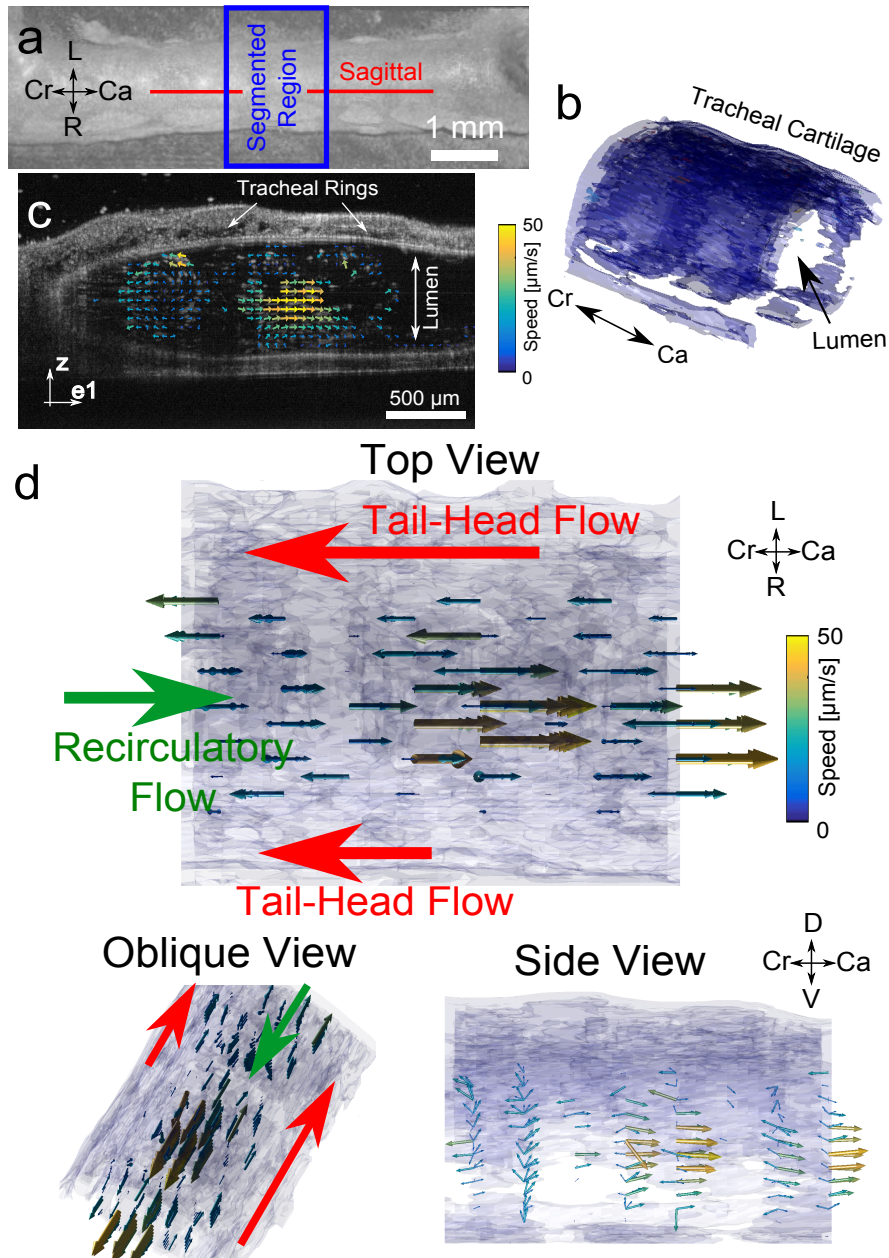 a
L
Cr
Ca
R
Segmented
Region
Sagittal
1 mm
b
Tracheal Cartilage
Cr
Ca
Lumen
c
Tracheal Rings
Lumen
z
e1
500 µm
50
Speed [µm/s]
0
d
Top View
Tail-Head Flow
L
Cr
Ca
R
Recirculatory
Flow
50
Speed [µm/s]
0
Tail-Head Flow
Oblique View
Side View
D
Cr
Ca
V